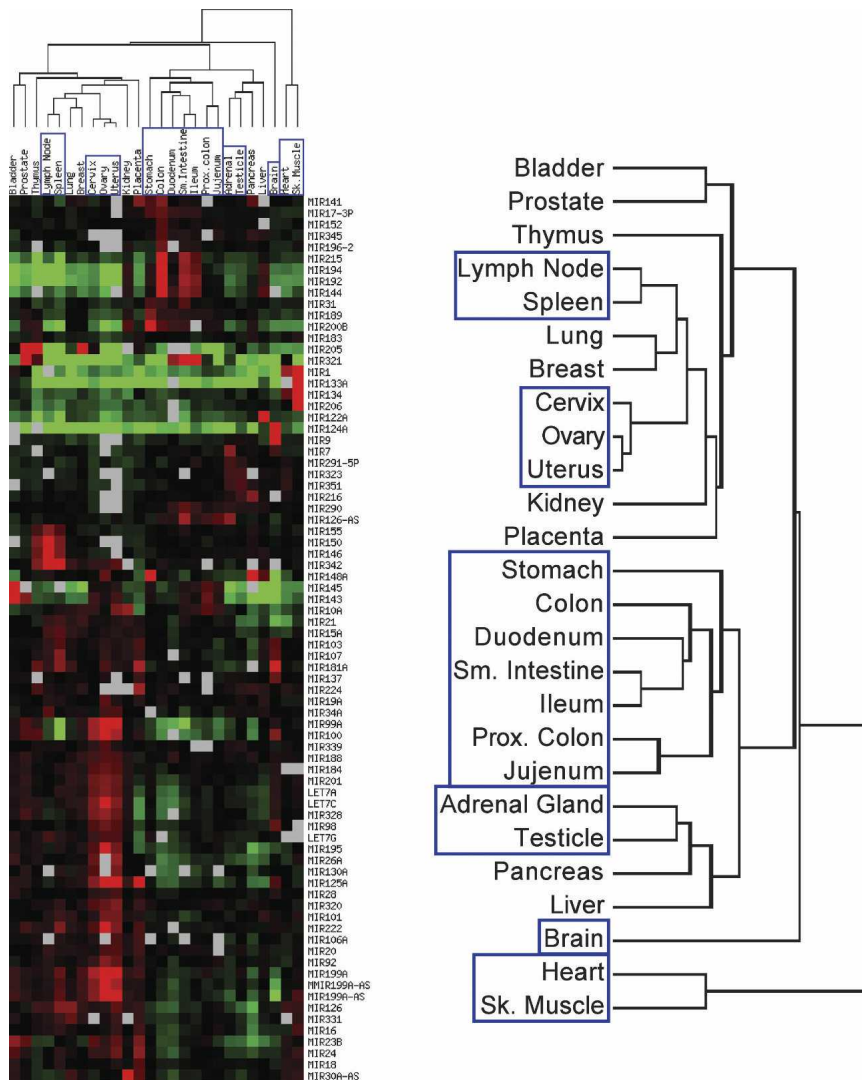 Bladder
Prostate
Thymus
Lymph Node
Spleen
Lung
Breast
Cervix
Ovary
Uterus
Kidney
Placenta
Stomach
Colon
Duodenum
Sm.Intestine
Ileum
Prox.colon
Jujenum
Adrenal
Testicle
Pancreas
Liver
Brain
Heart
Sk.Muscle
MIR141
MIR17-3P
MIR152
MIR345
MIR196-2
MIR215
MIR194
MIR192
MIR144
MIR31
MIR189
MIR200B
MIR183
MIR205
MIR321
MIR1
MIR133A
MIR134
MIR206
MIR122A
MIR124A
MIR9
MIR7
MIR291-5P
MIR323
MIR351
MIR216
MIR290
MIR126-AS
MIR155
MIR150
MIR146
MIR342
MIR148A
MIR145
MIR143
MIR10A
MIR21
MIR15A
MIR103
MIR107
MIR181A
MIR137
MIR224
MIR19A
MIR34A
MIR99A
MIR100
MIR339
MIR188
MIR184
MIR201
LET7A
LET7C
MIR328
MIR98
LET7G
MIR195
MIR26A
MIR130A
MIR125A
MIR28
MIR320
MIR101
MIR222
MIR106A
MIR20
MIR92
MIR199A
MMIR199A-AS
MIR199A-AS
MIR126
MIR331
MIR16
MIR23B
MIR24
MIR18
MIR30A-AS
Bladder
Prostate
Thymus
Lymph Node
Spleen
Lung
Breast
Cervix
Ovary
Uterus
Kidney
Placenta
Stomach
Colon
Duodenum
Sm. Intestine
Ileum
Prox. Colon
Jujenum
Adrenal Gland
Testicle
Pancreas
Liver
Brain
Heart
Sk. Muscle